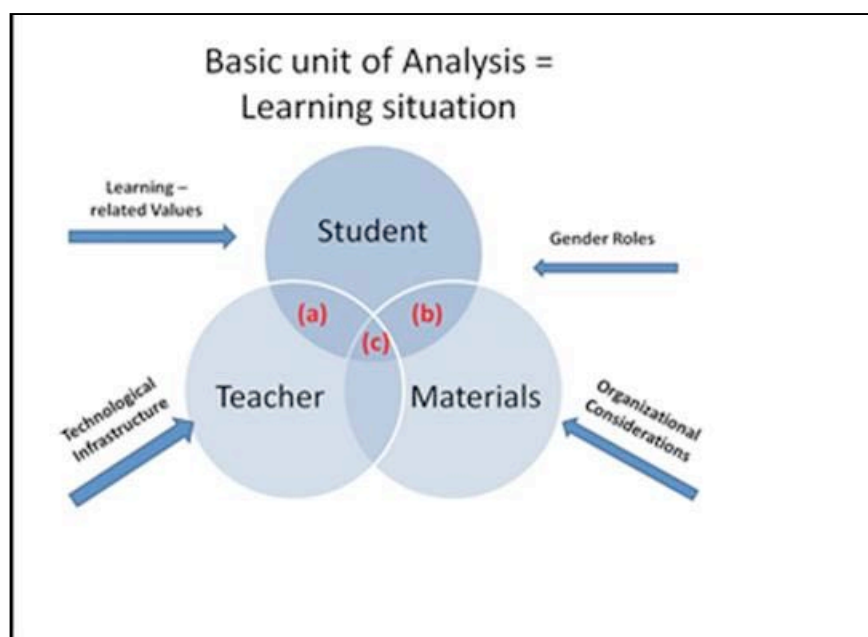 Basic unit of Analysis =
Learning situation
Learning –
related Values
Student
Gender Roles
(a)
(b)
(c)
Teacher
Materials
Technological
Infrastructure
Organizational
Considerations